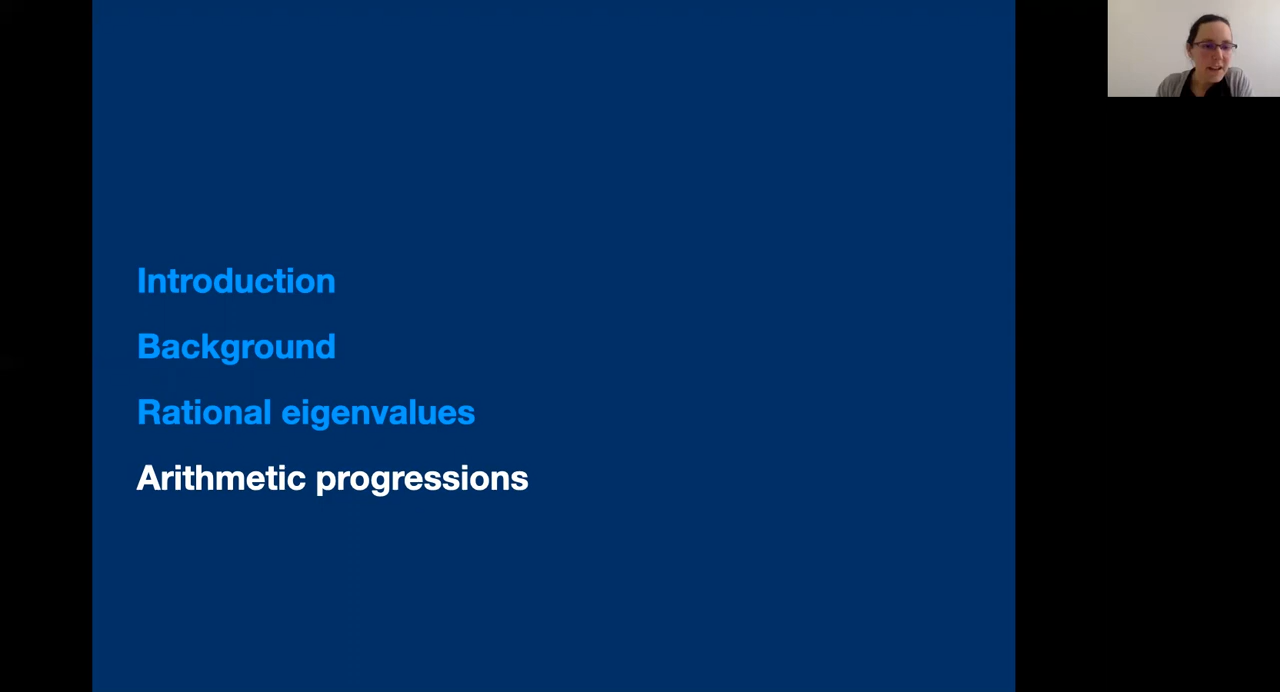 Introduction
Background
Rational eigenvalues
Arithmetic progressions